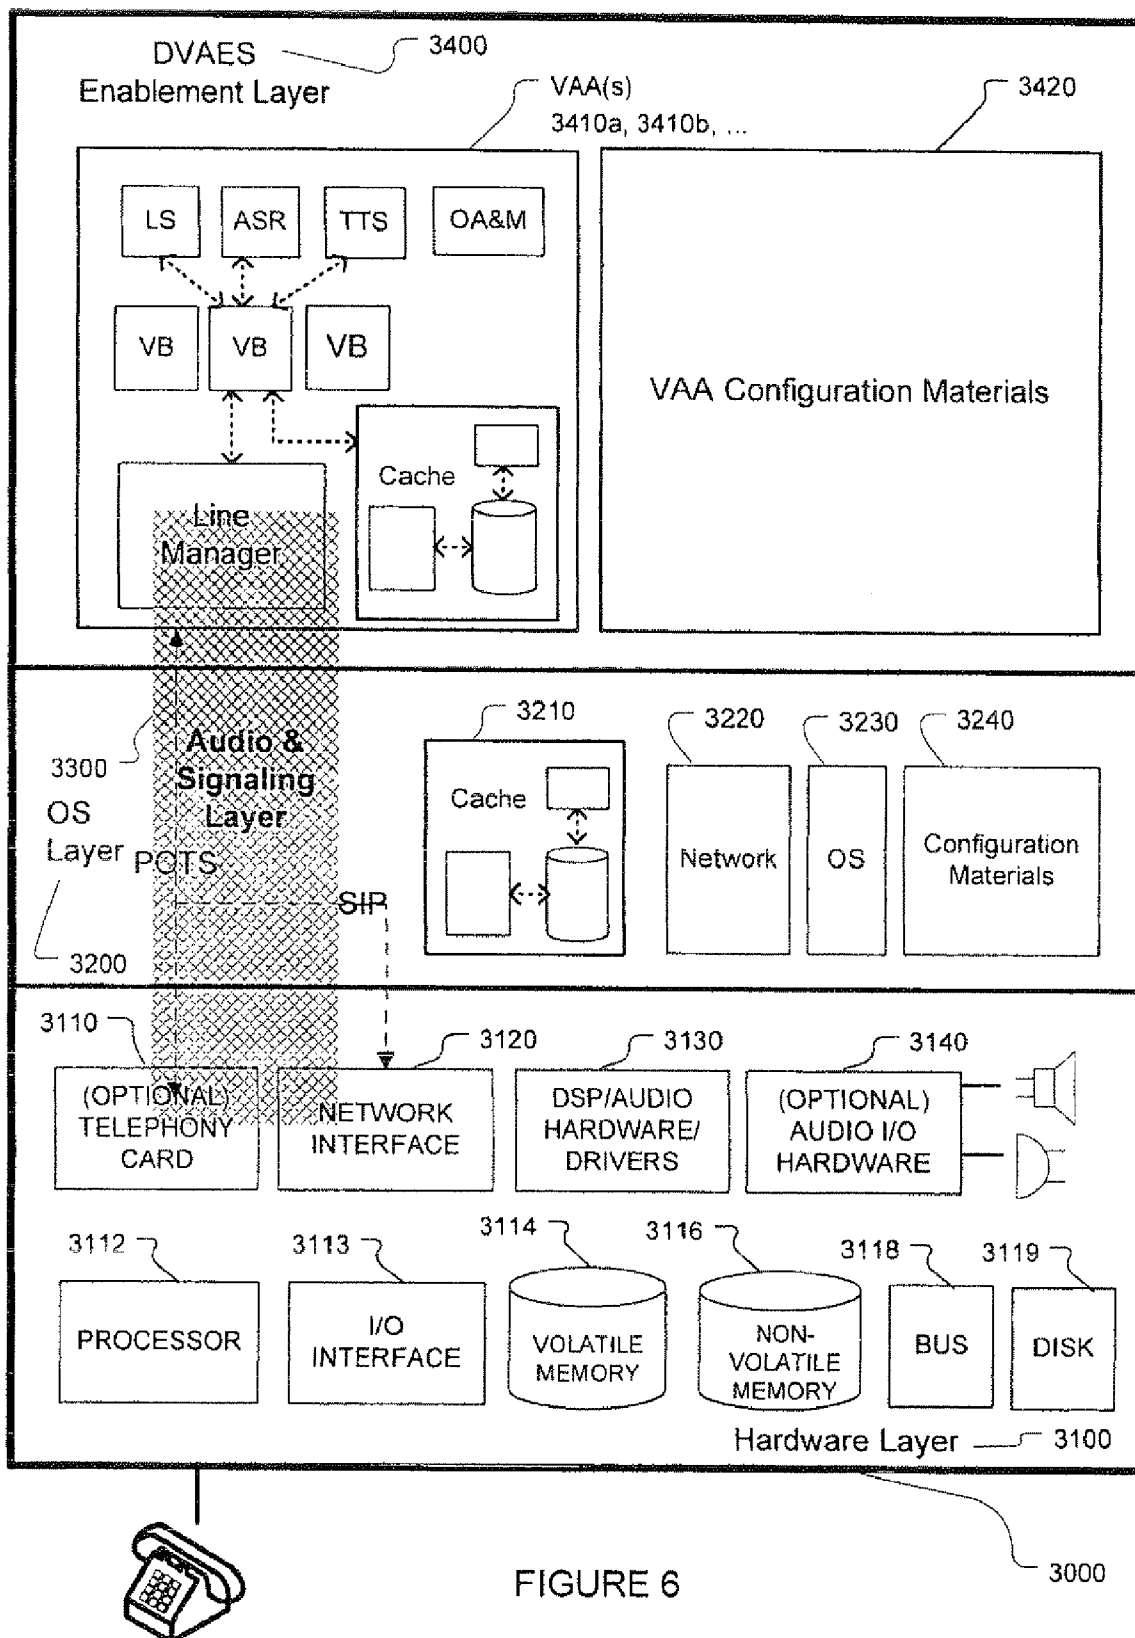 DVAES
Enablement Layer
3400
VAA(s)
3410a, 3410b, ...
3420
LS
ASR
TTS
OA&M
VB
VB
VB
VAA Configuration Materials
Cache
Line
Manager
3300
Audio &
Signaling
Layer
OS
Layer
POTS
SIP
3200
3210
Cache
3220
Network
3230
OS
3240
Configuration
Materials
3110
(OPTIONAL)
TELEPHONY
CARD
3120
NETWORK
INTERFACE
3130
DSP/AUDIO
HARDWARE/
DRIVERS
3140
(OPTIONAL)
AUDIO I/O
HARDWARE
3112
PROCESSOR
3113
I/O
INTERFACE
3114
VOLATILE
MEMORY
3116
NON-
VOLATILE
MEMORY
3118
BUS
3119
DISK
Hardware Layer
3100
3000
FIGURE 6